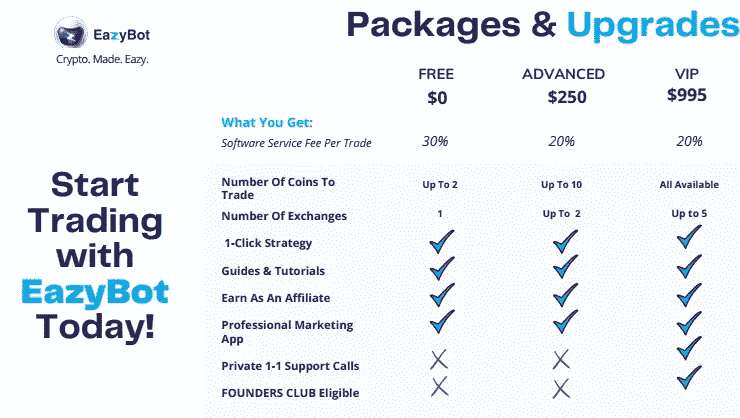 EazyBot
Crypto. Made. Eazy.
Packages & Upgrades
FREE ADVANCED VIP
$0 $250 $995
What You Get:
Software Service Fee Per Trade 30% 20% 20%
Start
Trading
with
EazyBot
Today!
Number Of Coins To
Trade
Up To 2 Up To 10 All Available
Number Of Exchanges 1 Up To 2 Up to 5
1-Click Strategy
Guides & Tutorials
Earn As An Affiliate
Professional Marketing
App
Private 1-1 Support Calls
FOUNDERS CLUB Eligible